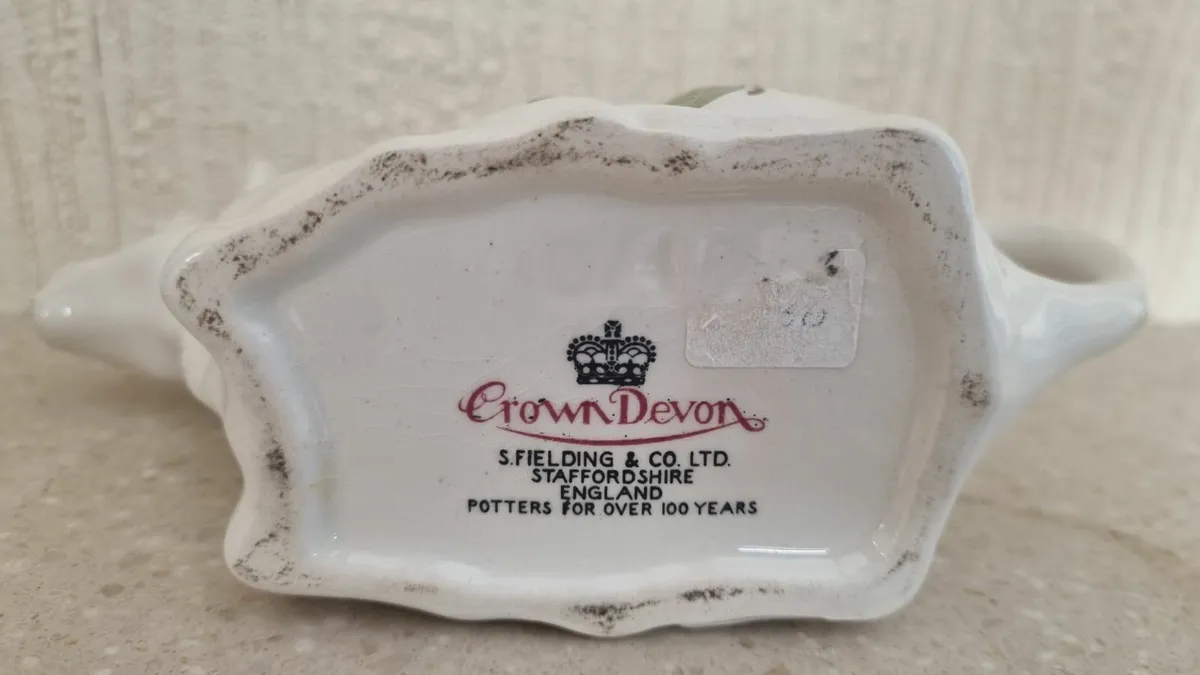 Crown Devon
S. FIELDING & CO. LTD.
STAFFORDSHIRE
ENGLAND
POTTERS FOR OVER 100 YEARS